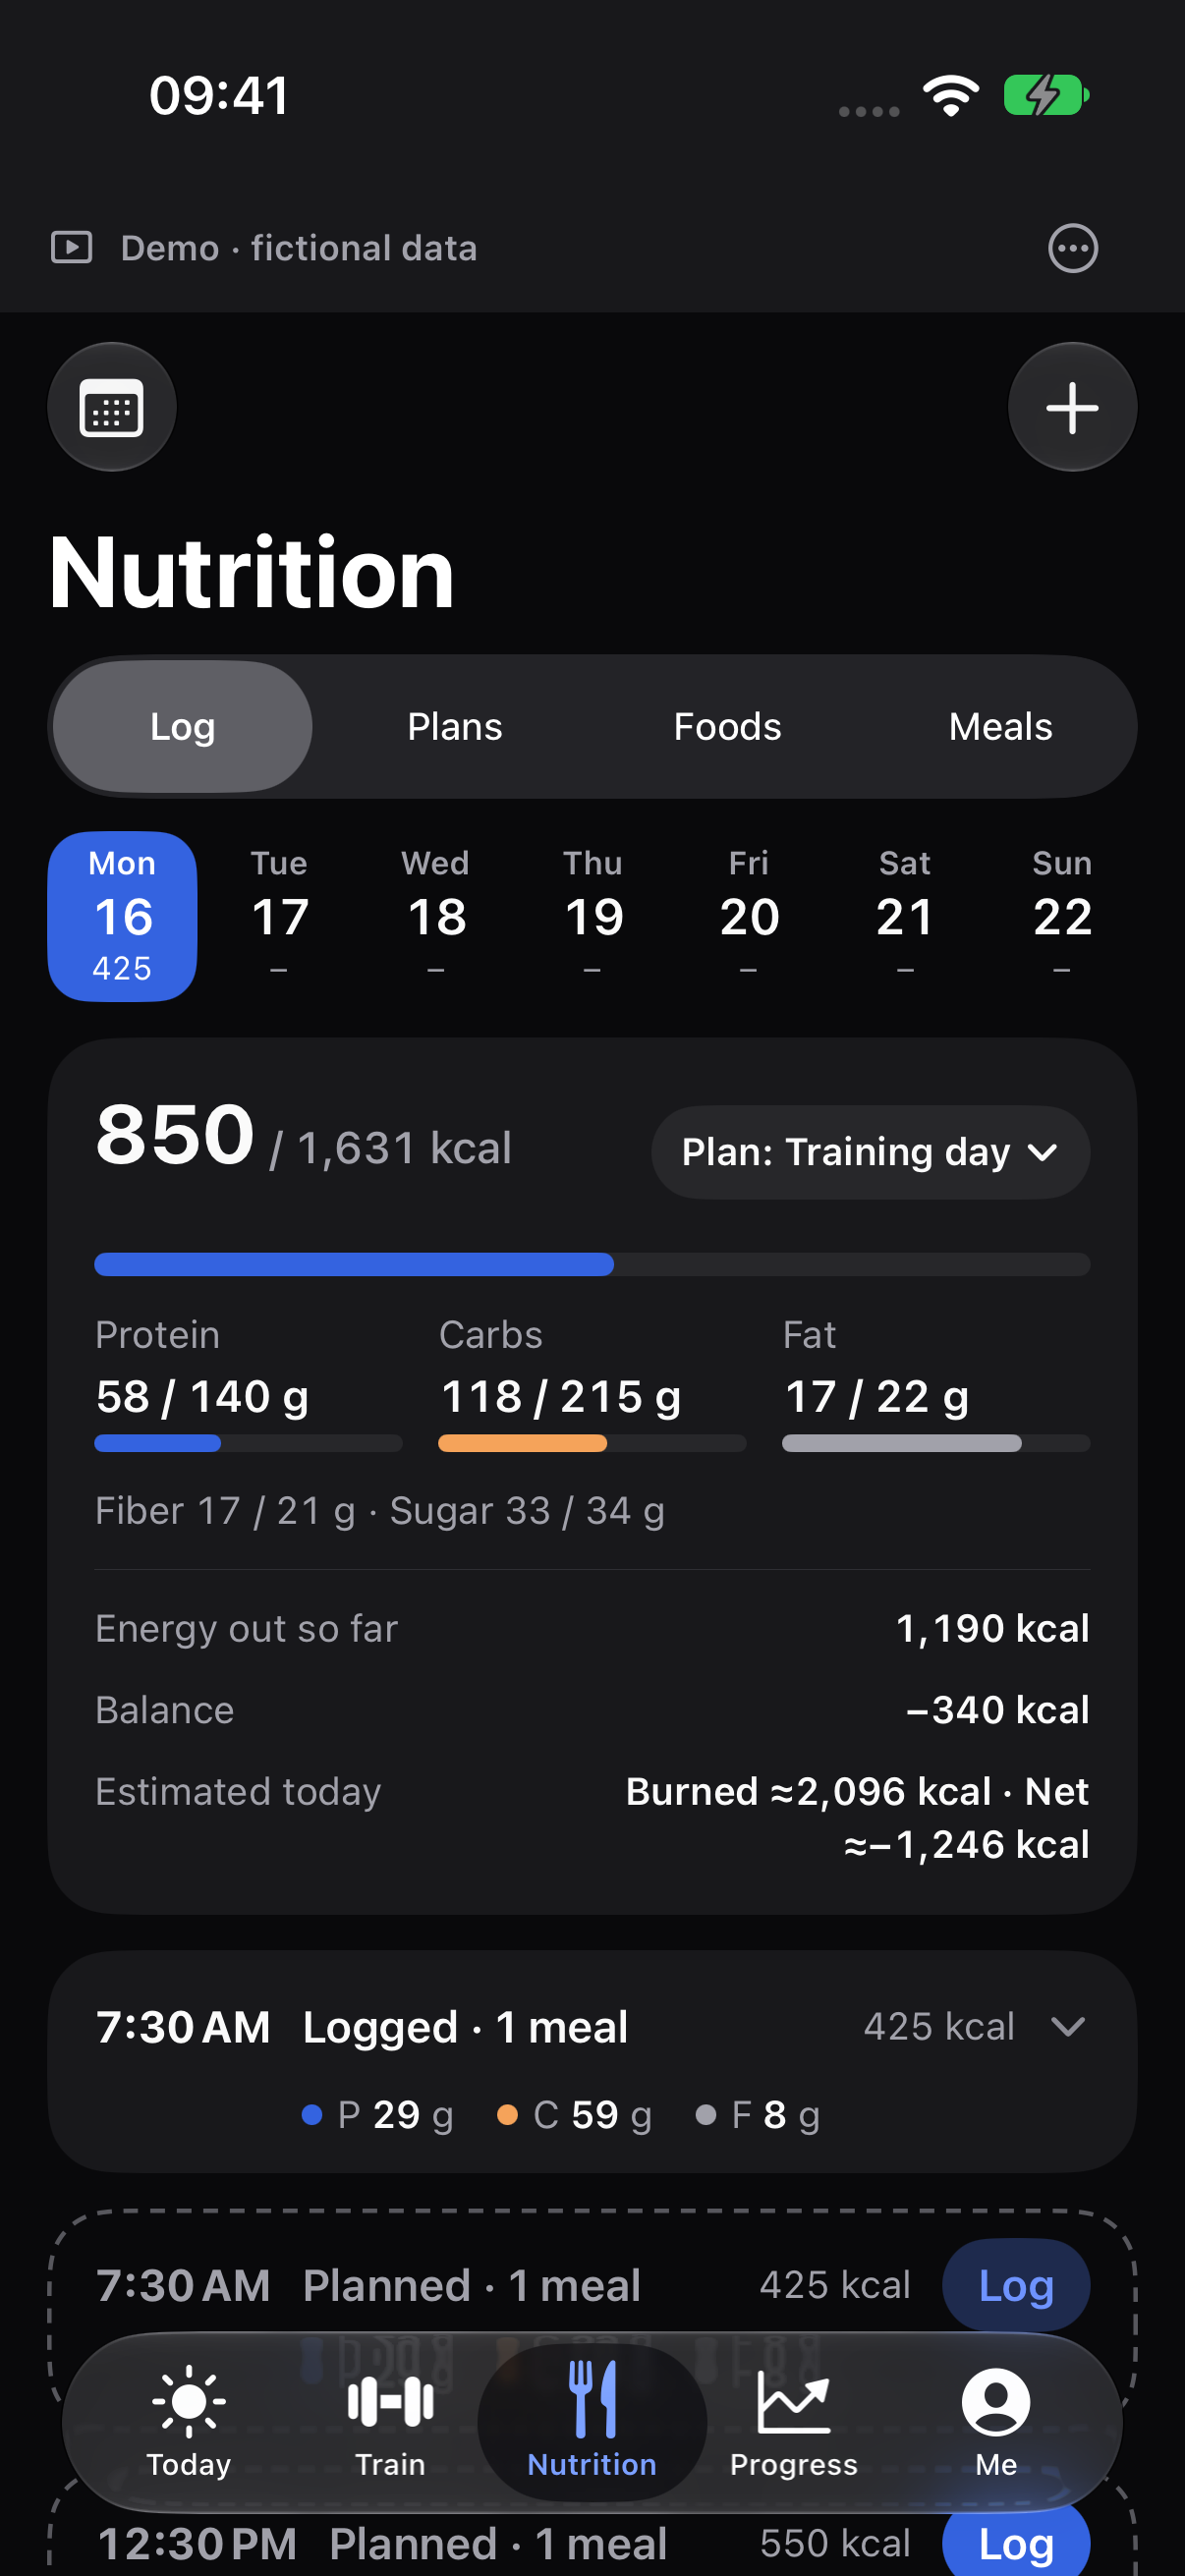 09:41
Demo · fictional data
Nutrition
Log Plans Foods Meals
Mon Tue Wed Thu Fri Sat Sun
16 17 18 19 20 21 22
425 – – – – – –
850 / 1,631 kcal Plan: Training day
Protein Carbs Fat
58 / 140 g 118 / 215 g 17 / 22 g
Fiber 17 / 21 g · Sugar 33 / 34 g
Energy out so far 1,190 kcal
Balance –340 kcal
Estimated today Burned ≈2,096 kcal · Net
≈–1,246 kcal
7:30 AM Logged · 1 meal 425 kcal
P 29 g C 59 g F 8 g
7:30 AM Planned · 1 meal 425 kcal Log
Today Train Nutrition Progress Me
12:30 PM Planned · 1 meal 550 kcal Log